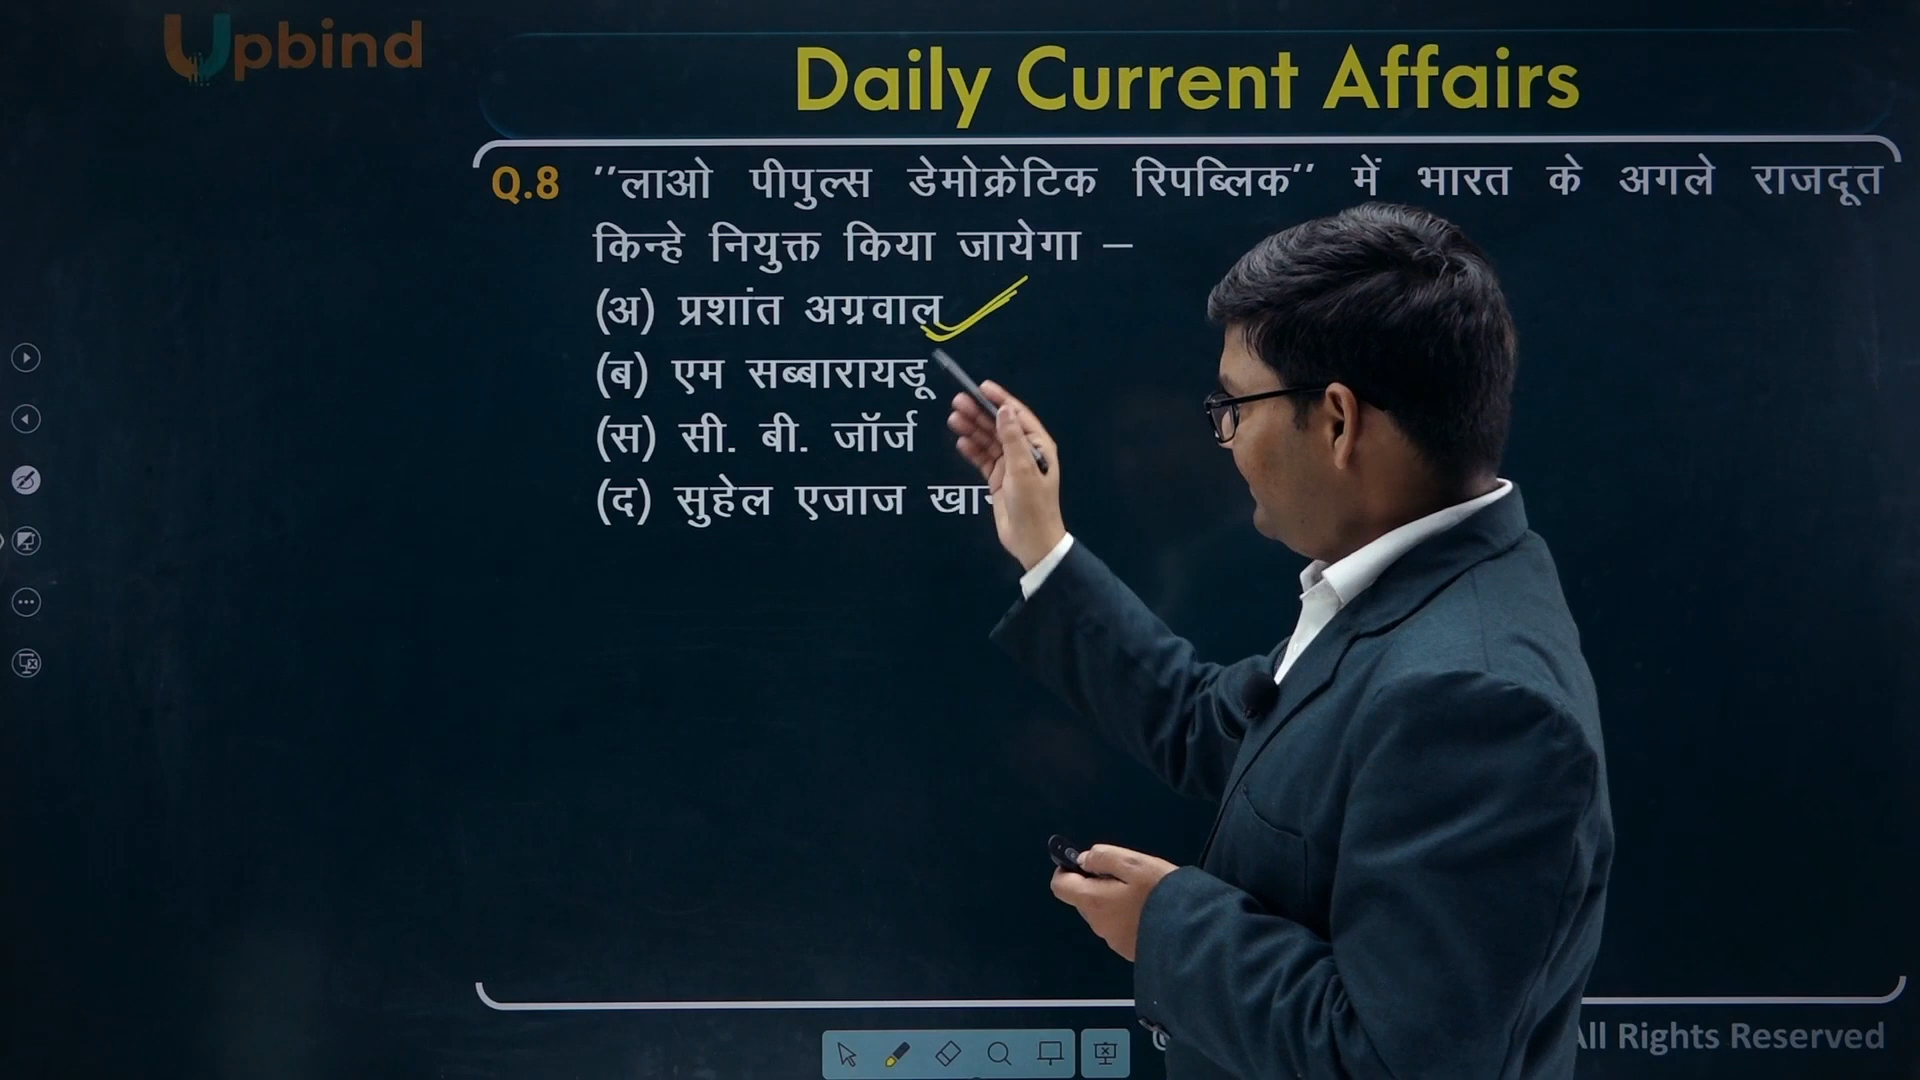 Upbind
Daily Current Affairs
Q.8 ’’लाओ पीपुल्स डेमोक्रेटिक रिपब्लिक’’ में भारत के अगले राजदूत
किन्हे नियुक्त किया जायेगा –
(अ) प्रशांत अग्रवाल
(ब) एम सब्बारायडू
(स) सी. बी. जॉर्ज
(द) सुहेल एजाज
All Rights Reserved